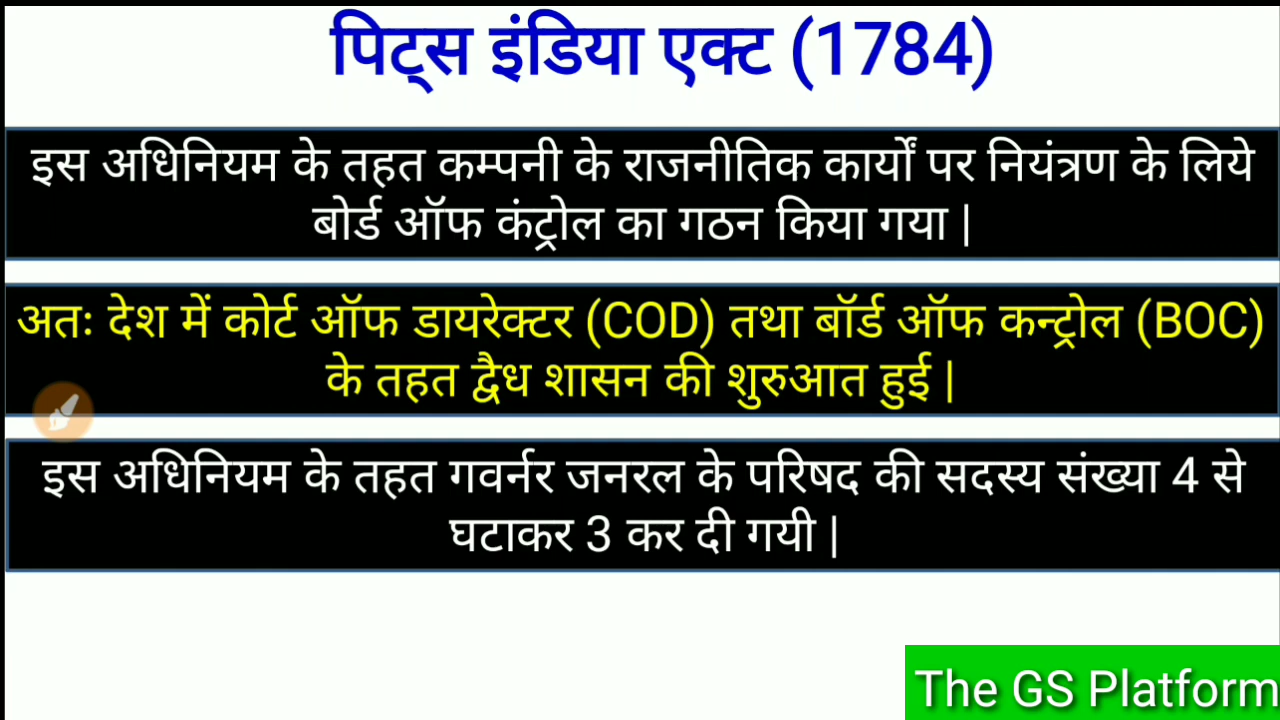 पिट्स इंडिया एक्ट (1784)
इस अधिनियम के तहत कम्पनी के राजनीतिक कार्यों पर नियंत्रण के लिये
बोर्ड ऑफ कंट्रोल का गठन किया गया |
अतः देश में कोर्ट ऑफ डायरेक्टर (COD) तथा बॉर्ड ऑफ कन्ट्रोल (BOC)
के तहत द्वैध शासन की शुरुआत हुई |
इस अधिनियम के तहत गवर्नर जनरल के परिषद की सदस्य संख्या 4 से
घटाकर 3 कर दी गयी |
The GS Platform